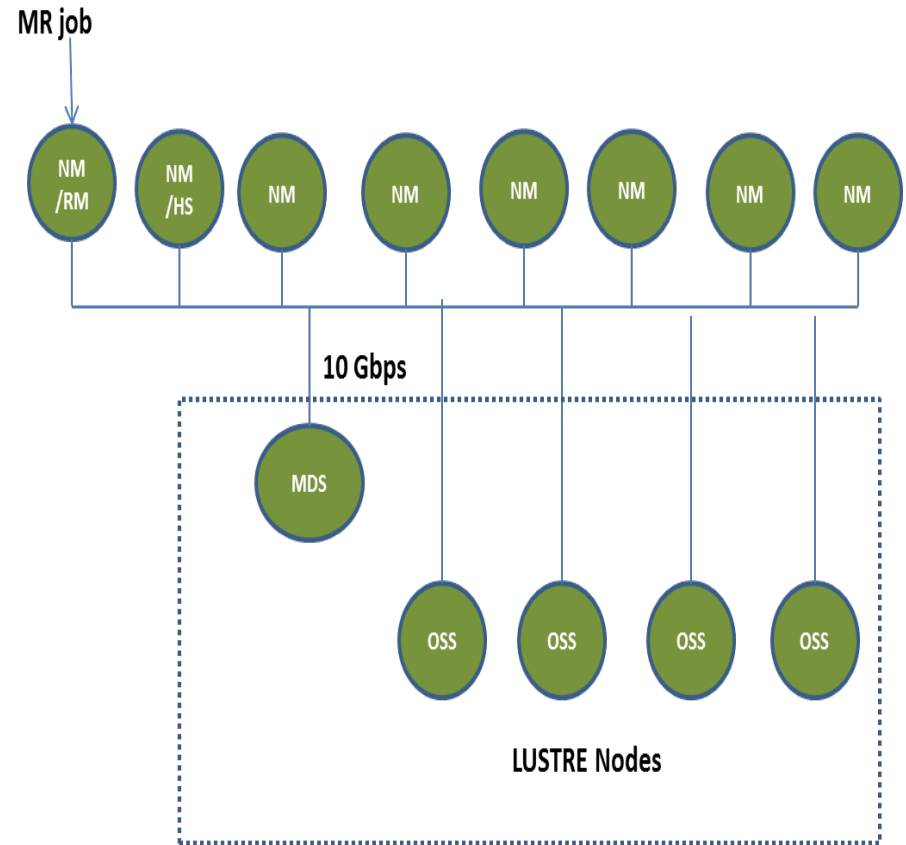 MR job
NM
/RM
NM
/HS
NM
NM
NM
NM
NM
NM
10 Gbps
MDS
OSS
OSS
OSS
OSS
LUSTRE Nodes